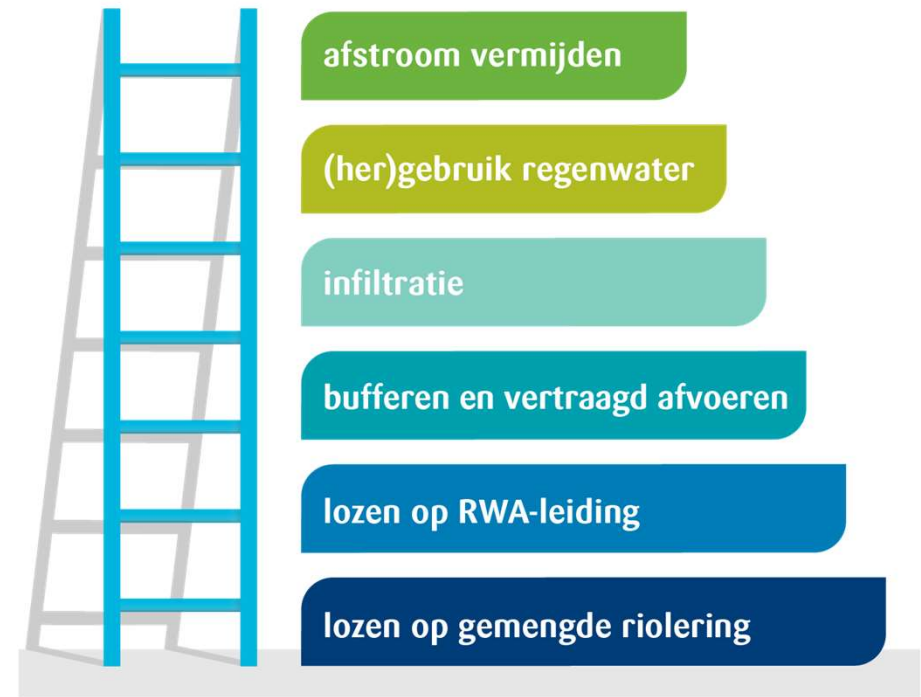 afstroom vermijden
(her)gebruik regenwater
infiltratie
bufferen en vertraagd afvoeren
lozen op RWA-leiding
lozen op gemengde riolering